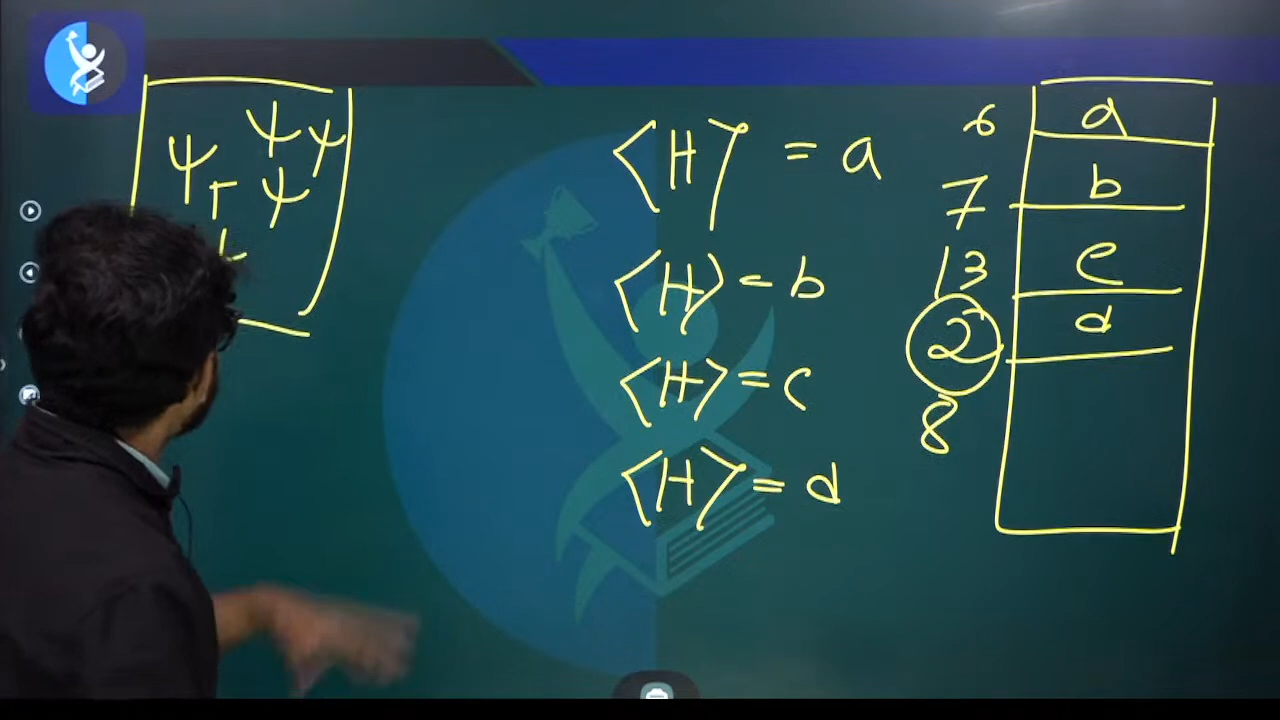 ψ ψ
ψ ψ
⟨H⟩ = a
⟨H⟩ = b
⟨H⟩ = c
⟨H⟩ = d
6 a
7 b
13 c
2 d
8